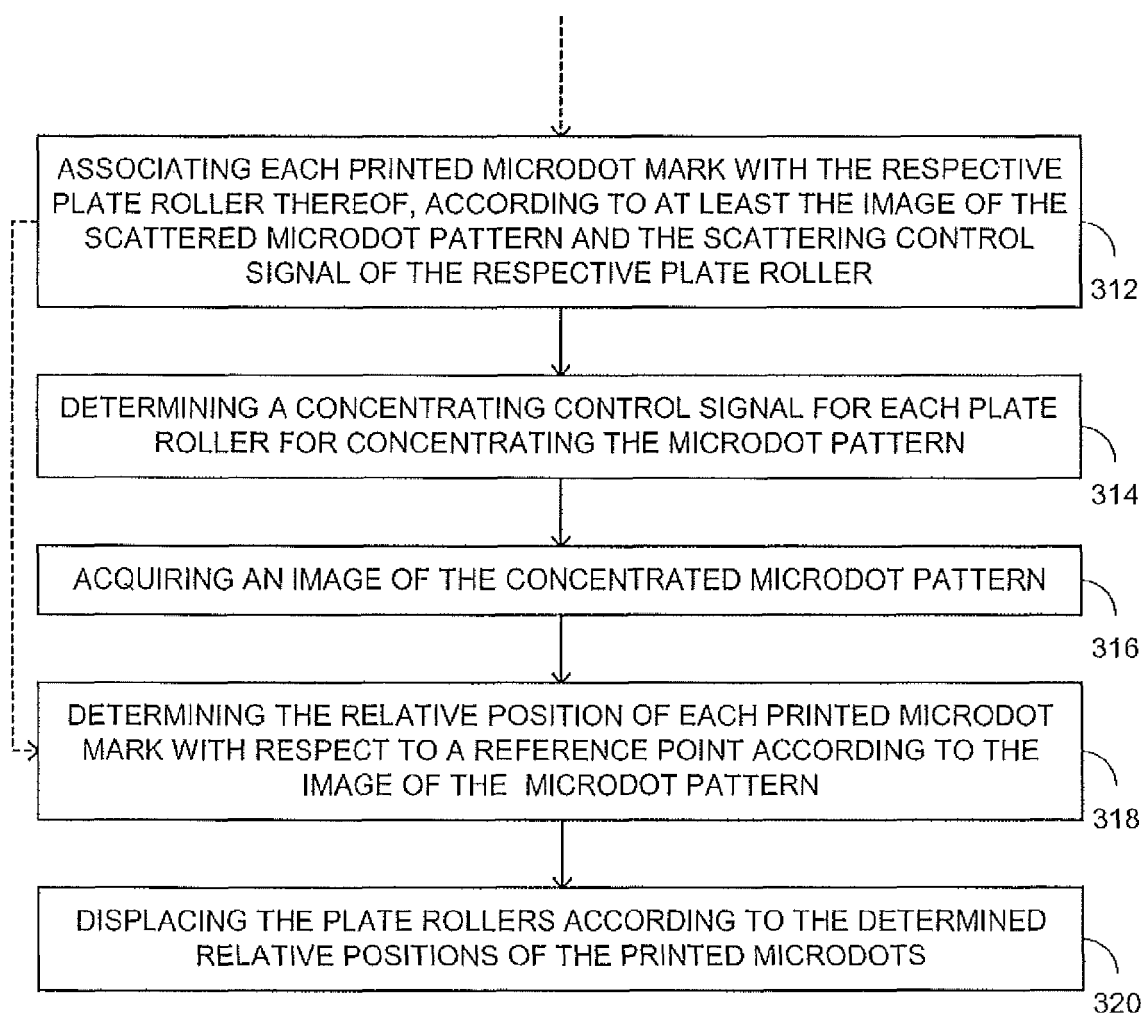 ASSOCIATING EACH PRINTED MICRODOT MARK WITH THE RESPECTIVE
PLATE ROLLER THEREOF, ACCORDING TO AT LEAST THE IMAGE OF THE
SCATTERED MICRODOT PATTERN AND THE SCATTERING CONTROL
SIGNAL OF THE RESPECTIVE PLATE ROLLER
312
DETERMINING A CONCENTRATING CONTROL SIGNAL FOR EACH PLATE
ROLLER FOR CONCENTRATING THE MICRODOT PATTERN
314
ACQUIRING AN IMAGE OF THE CONCENTRATED MICRODOT PATTERN
316
DETERMINING THE RELATIVE POSITION OF EACH PRINTED MICRODOT
MARK WITH RESPECT TO A REFERENCE POINT ACCORDING TO THE
IMAGE OF THE MICRODOT PATTERN
318
DISPLACING THE PLATE ROLLERS ACCORDING TO THE DETERMINED
RELATIVE POSITIONS OF THE PRINTED MICRODOTS
320